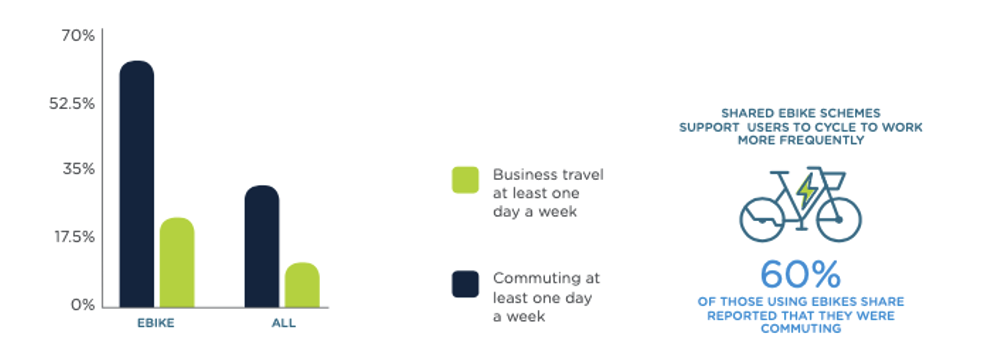 70%
52.5%
35%
17.5%
0%
EBIKE
ALL
Business travel
at least one
day a week
Commuting at
least one day
a week
SHARED EBIKE SCHEMES
SUPPORT USERS TO CYCLE TO WORK
MORE FREQUENTLY
60%
OF THOSE USING EBIKES SHARE
REPORTED THAT THEY WERE
COMMUTING